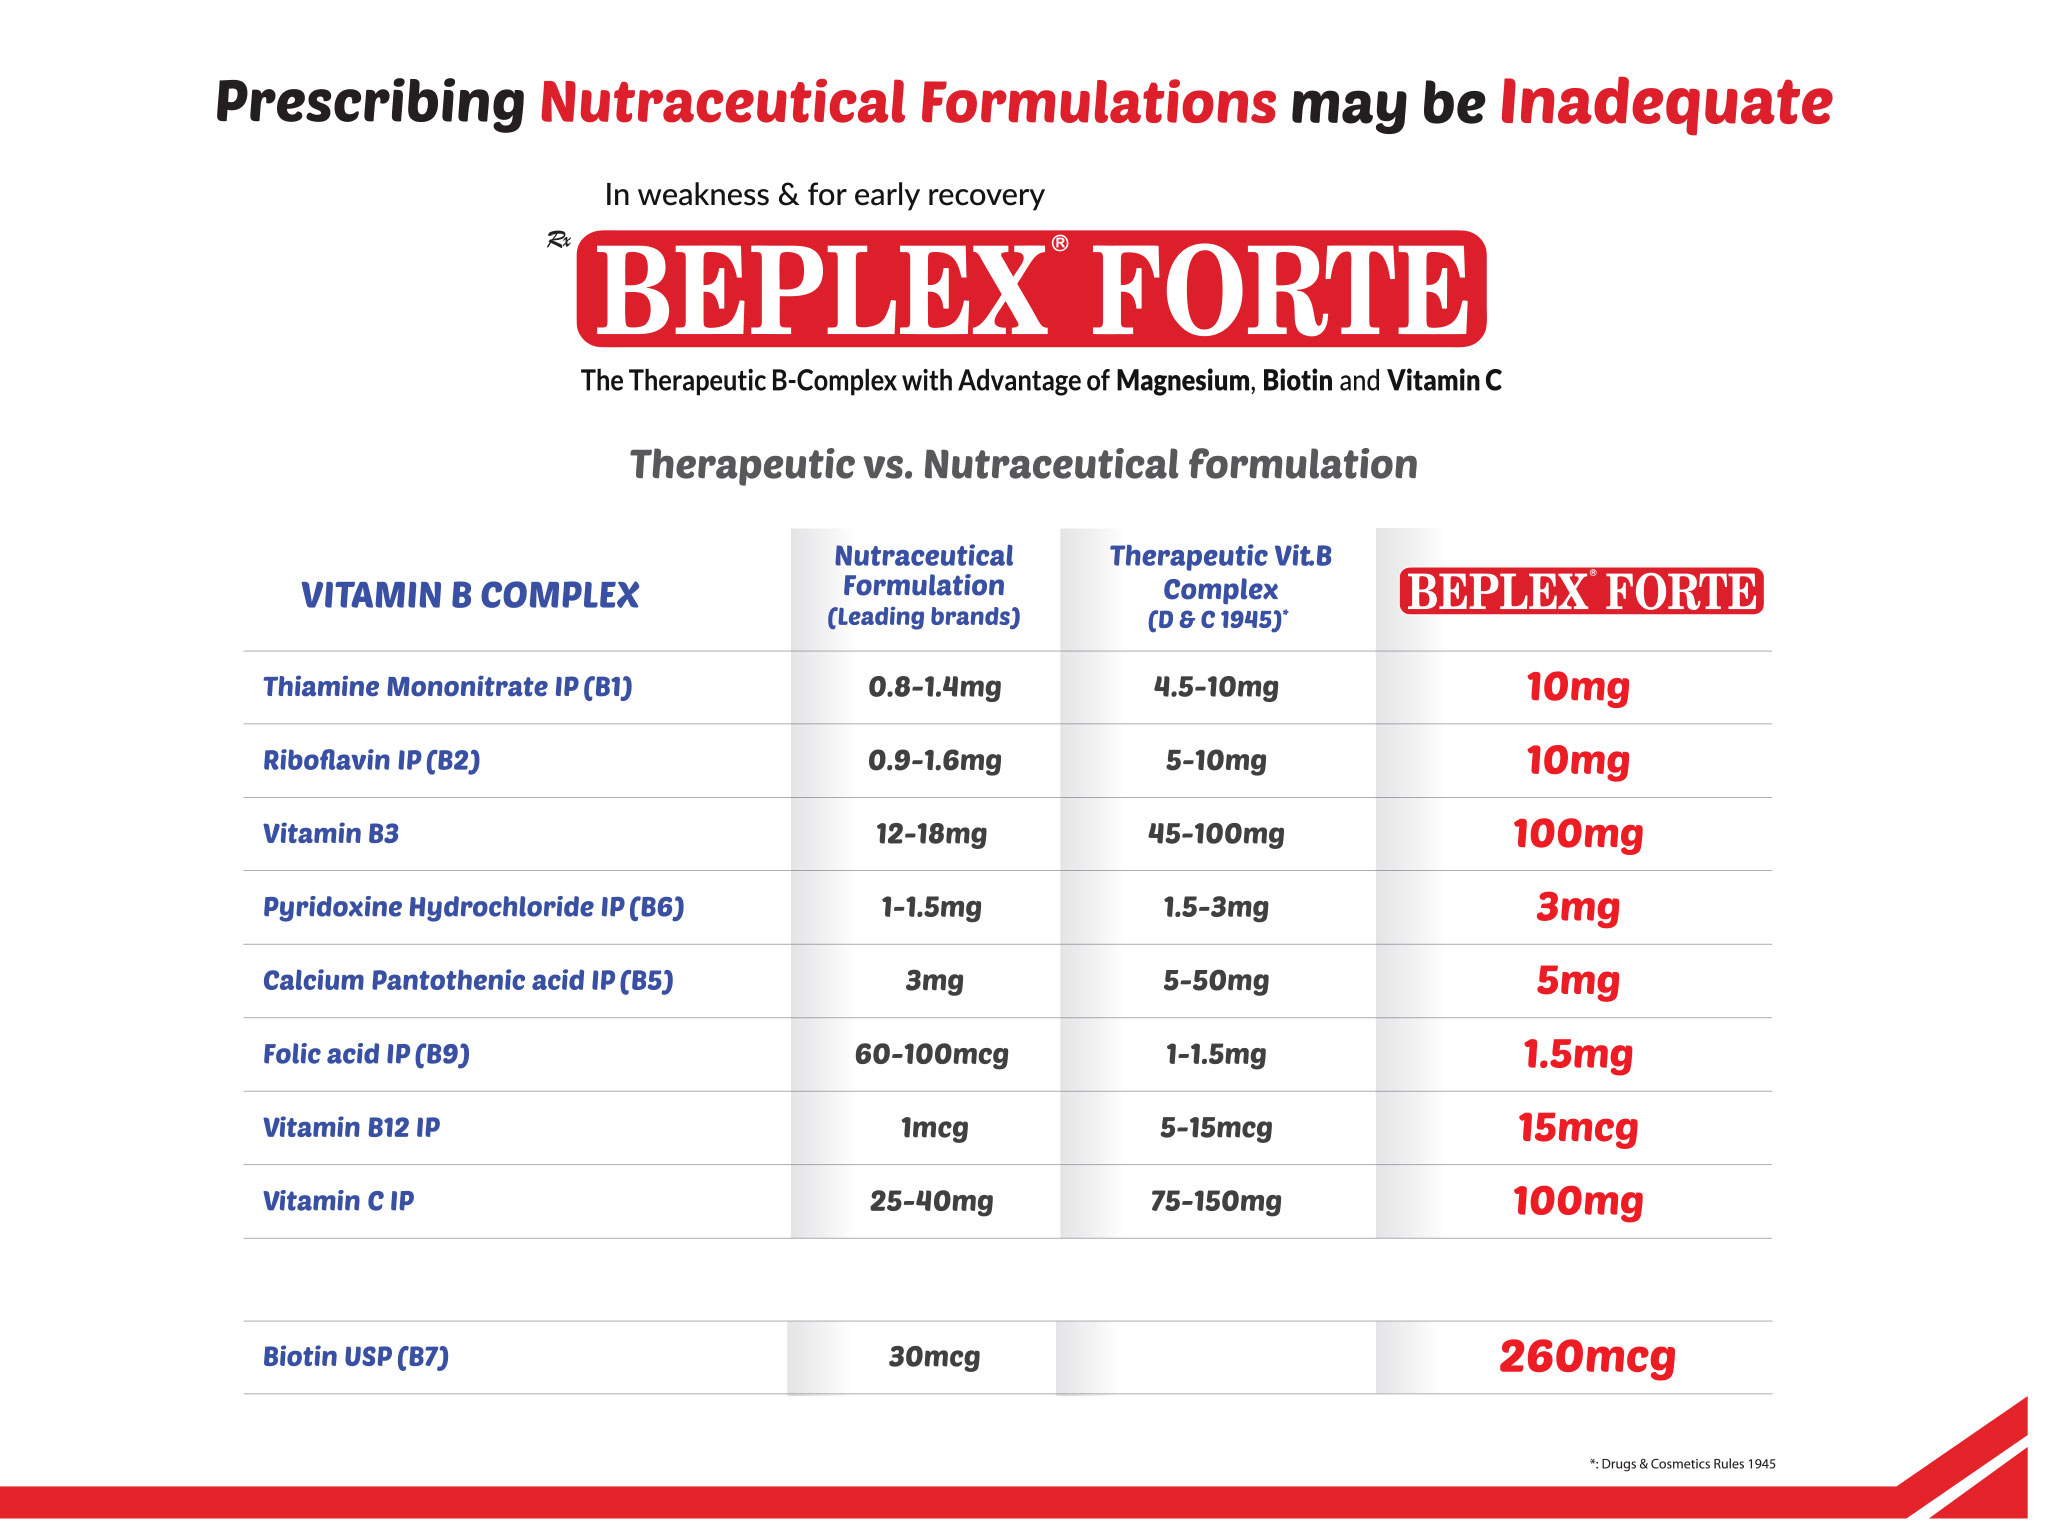 Prescribing Nutraceutical Formulations may be Inadequate
In weakness & for early recovery
Rx BEPLEX® FORTE
The Therapeutic B-Complex with Advantage of Magnesium, Biotin and Vitamin C
Therapeutic vs. Nutraceutical formulation
VITAMIN B COMPLEX
Nutraceutical
Formulation
(Leading brands)
Therapeutic Vit.B
Complex
(D & C 1945)*
BEPLEX® FORTE
Thiamine Mononitrate IP (B1) 0.8-1.4mg 4.5-10mg 10mg
Riboflavin IP (B2) 0.9-1.6mg 5-10mg 10mg
Vitamin B3 12-18mg 45-100mg 100mg
Pyridoxine Hydrochloride IP (B6) 1-1.5mg 1.5-3mg 3mg
Calcium Pantothenic acid IP (B5) 3mg 5-50mg 5mg
Folic acid IP (B9) 60-100mcg 1-1.5mg 1.5mg
Vitamin B12 IP 1mcg 5-15mcg 15mcg
Vitamin C IP 25-40mg 75-150mg 100mg
Biotin USP (B7) 30mcg 260mcg
*: Drugs & Cosmetics Rules 1945